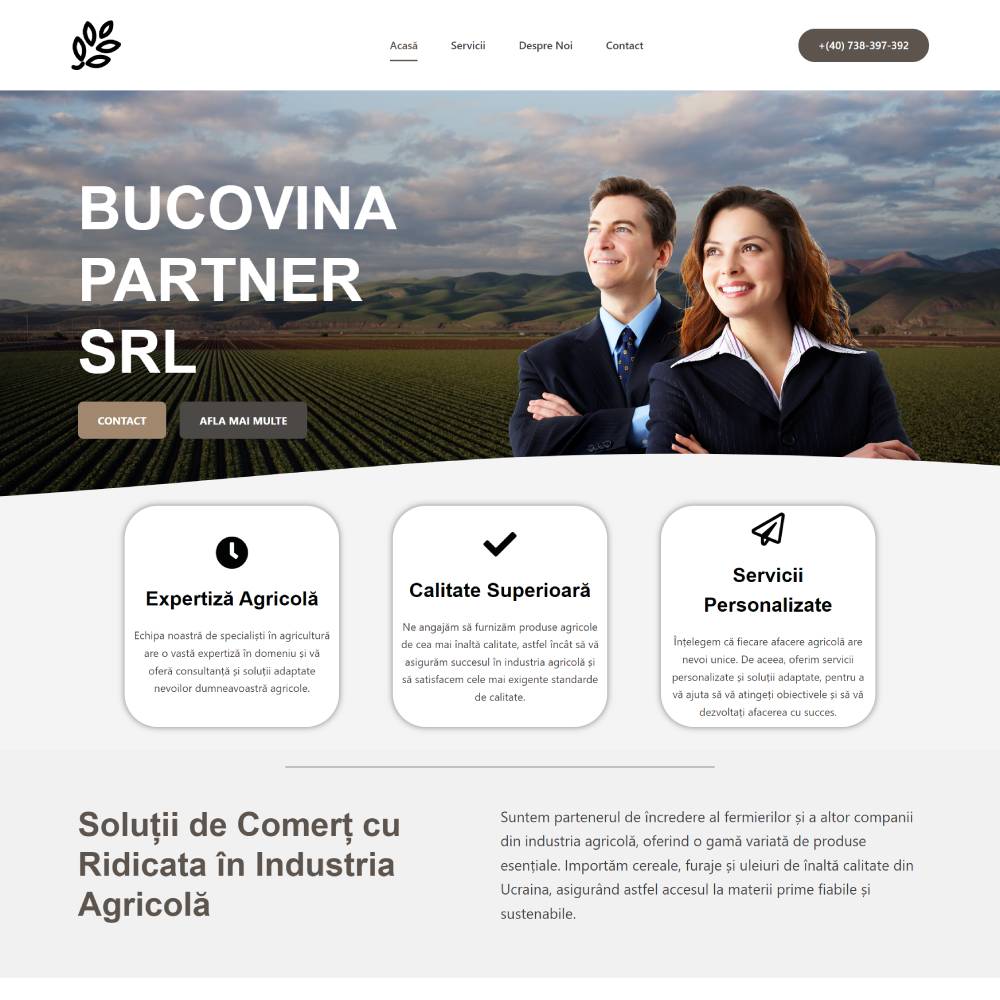 Acasă
Servicii
Despre Noi
Contact
+(40) 738-397-392
BUCOVINA
PARTNER
SRL
CONTACT
AFLA MAI MULTE
Expertiză Agricolă
Echipa noastră de specialiști în agricultură
are o vastă expertiză în domeniu și vă
oferă consultanță și soluții adaptate
nevoilor dumneavoastră agricole.
Calitate Superioară
Ne angajăm să furnizăm produse agricole
de cea mai înaltă calitate, astfel încât să vă
asigurăm succesul în industria agricolă și
să satisfacem cele mai exigente standarde
de calitate.
Servicii
Personalizate
Înțelegem că fiecare afacere agricolă are
nevoi unice. De aceea, oferim servicii
personalizate și soluții adaptate, pentru a
vă ajuta să vă atingeți obiectivele și să vă
dezvoltați afacerea cu succes.
Soluții de Comerț cu
Ridicata în Industria
Agricolă
Suntem partenerul de încredere al fermierilor și a altor companii
din industria agricolă, oferind o gamă variată de produse
esențiale. Importăm cereale, furaje și uleiuri de înaltă calitate din
Ucraina, asigurând astfel accesul la materii prime fiabile și
sustenabile.